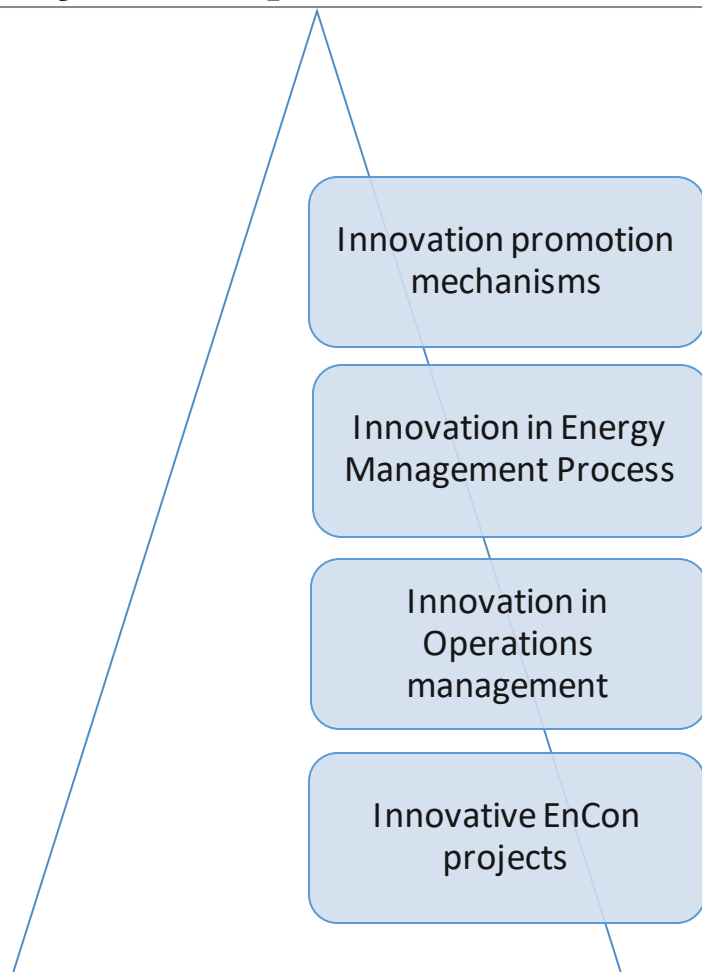 Innovation promotion
mechanisms
Innovation in Energy
Management Process
Innovation in
Operations
management
Innovative EnCon
projects